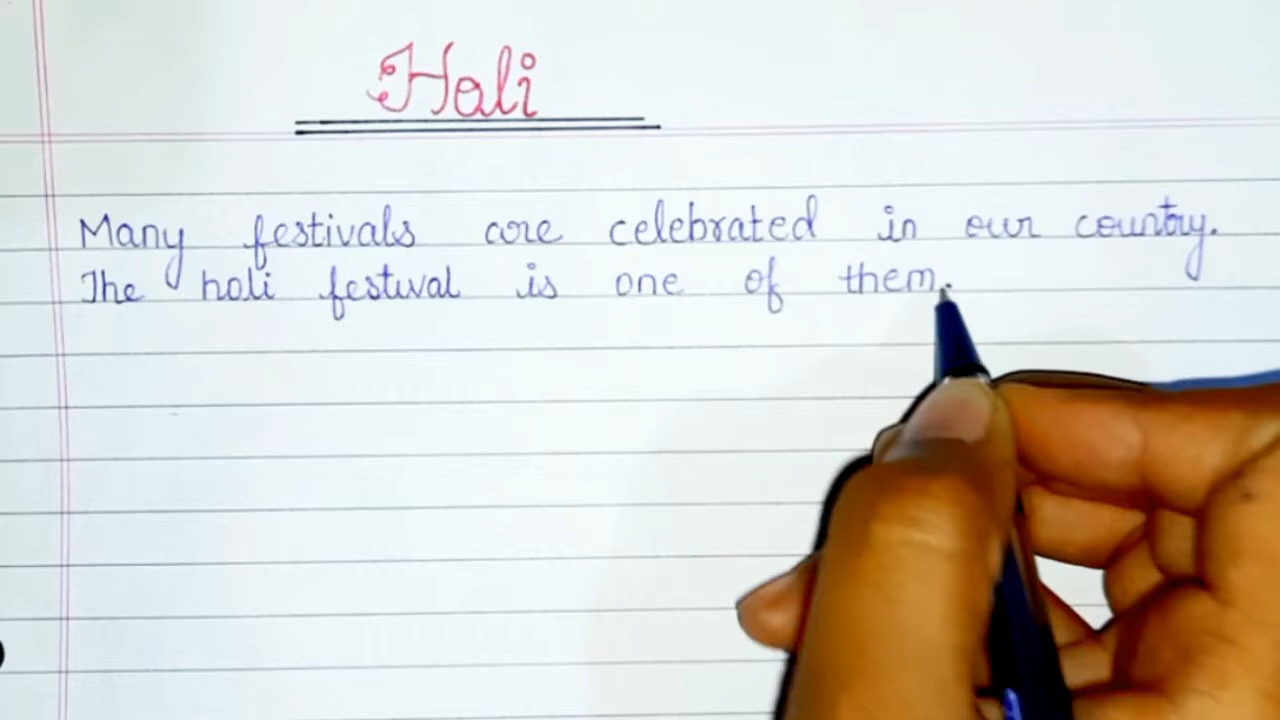 Holi
Many festivals are celebrated in our country.
The holi festival is one of them.